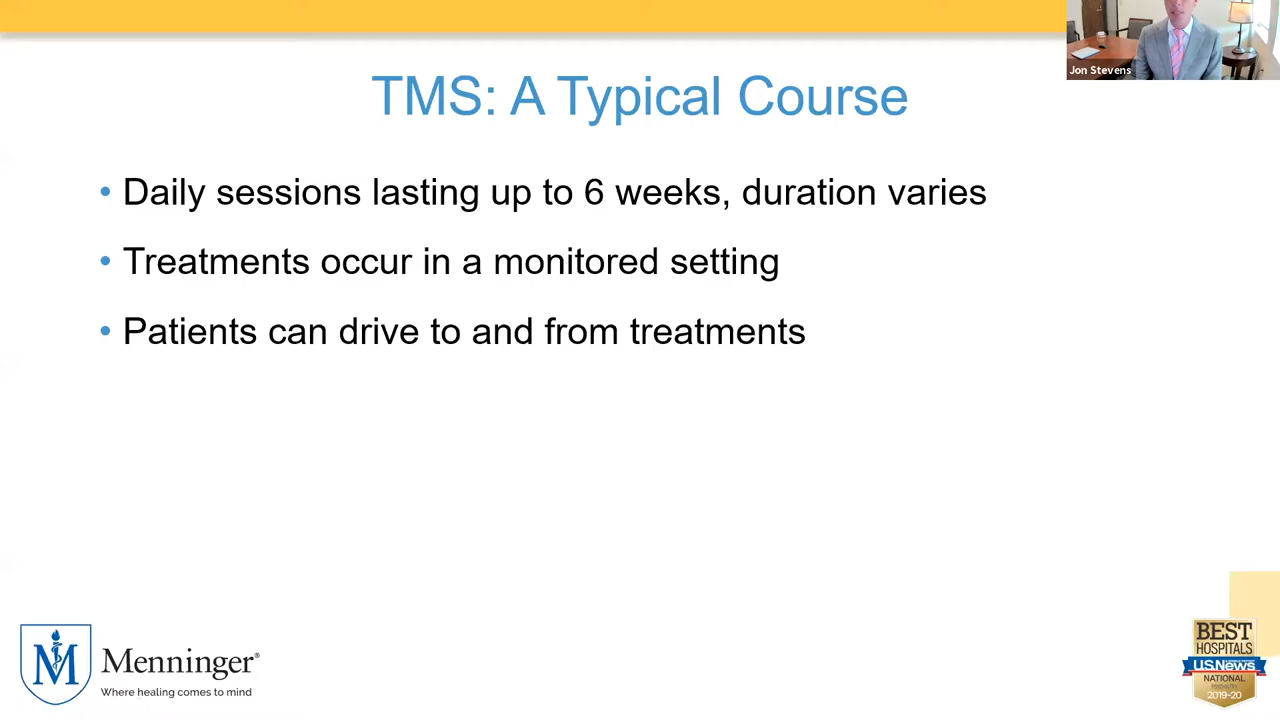 Jon Stevens
TMS: A Typical Course
• Daily sessions lasting up to 6 weeks, duration varies
• Treatments occur in a monitored setting
• Patients can drive to and from treatments
M
Menninger®
Where healing comes to mind
BEST
HOSPITALS
U.S.News
NATIONAL
PSYCHIATRY
2019-20